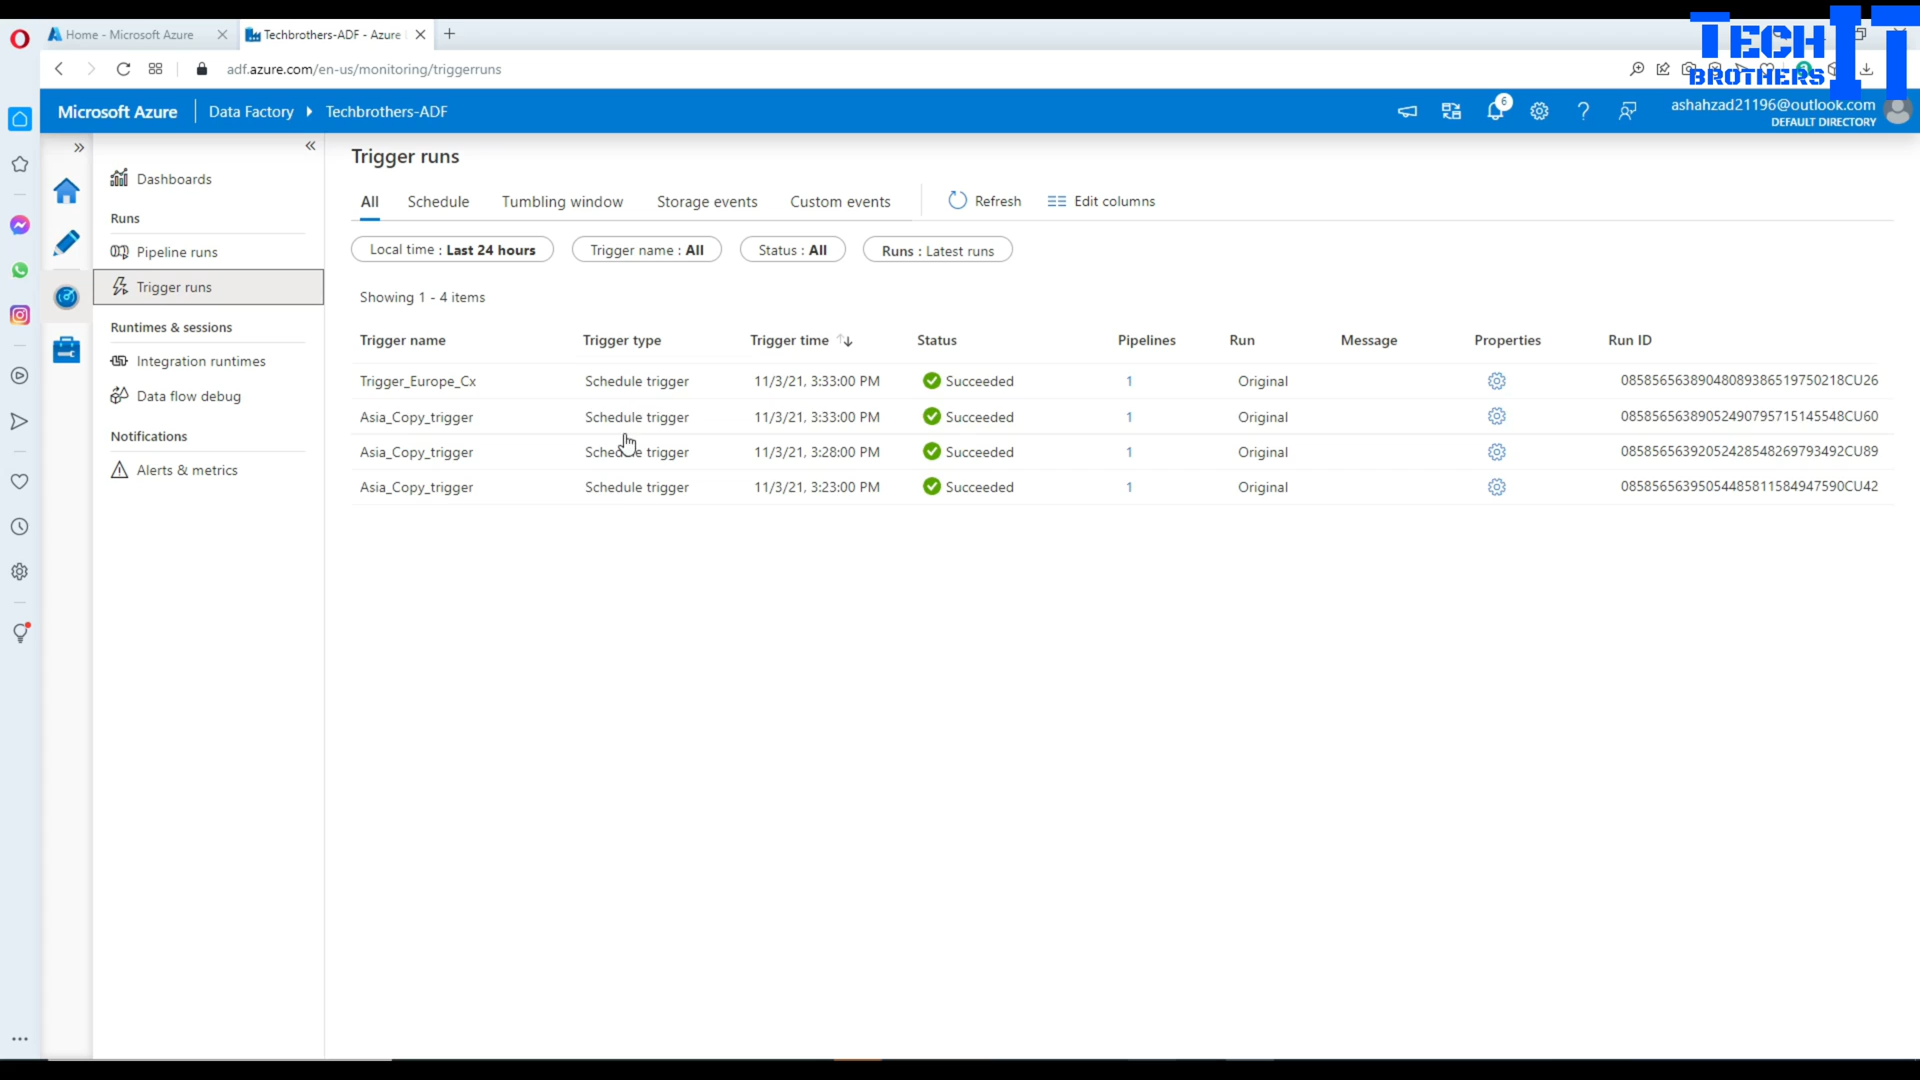 Home - Microsoft Azure
Techbrothers-ADF - Azure
TECH IT
BROTHERS
adf.azure.com/en-us/monitoring/triggerruns
Microsoft Azure
Data Factory
Techbrothers-ADF
6
ashahzad21196@outlook.com
DEFAULT DIRECTORY
Dashboards
Runs
Pipeline runs
Trigger runs
Runtimes & sessions
Integration runtimes
Data flow debug
Notifications
Alerts & metrics
Trigger runs
All Schedule Tumbling window Storage events Custom events Refresh Edit columns
Local time : Last 24 hours Trigger name : All Status : All Runs : Latest runs
Showing 1 - 4 items
Trigger name Trigger type Trigger time Status Pipelines Run Message Properties Run ID
Trigger_Europe_Cx Schedule trigger 11/3/21, 3:33:00 PM Succeeded 1 Original 08585656389048089386519750218CU26
Asia_Copy_trigger Schedule trigger 11/3/21, 3:33:00 PM Succeeded 1 Original 08585656389052490795715145548CU60
Asia_Copy_trigger Schedule trigger 11/3/21, 3:28:00 PM Succeeded 1 Original 08585656392052428548269793492CU89
Asia_Copy_trigger Schedule trigger 11/3/21, 3:23:00 PM Succeeded 1 Original 08585656395054485811584947590CU42